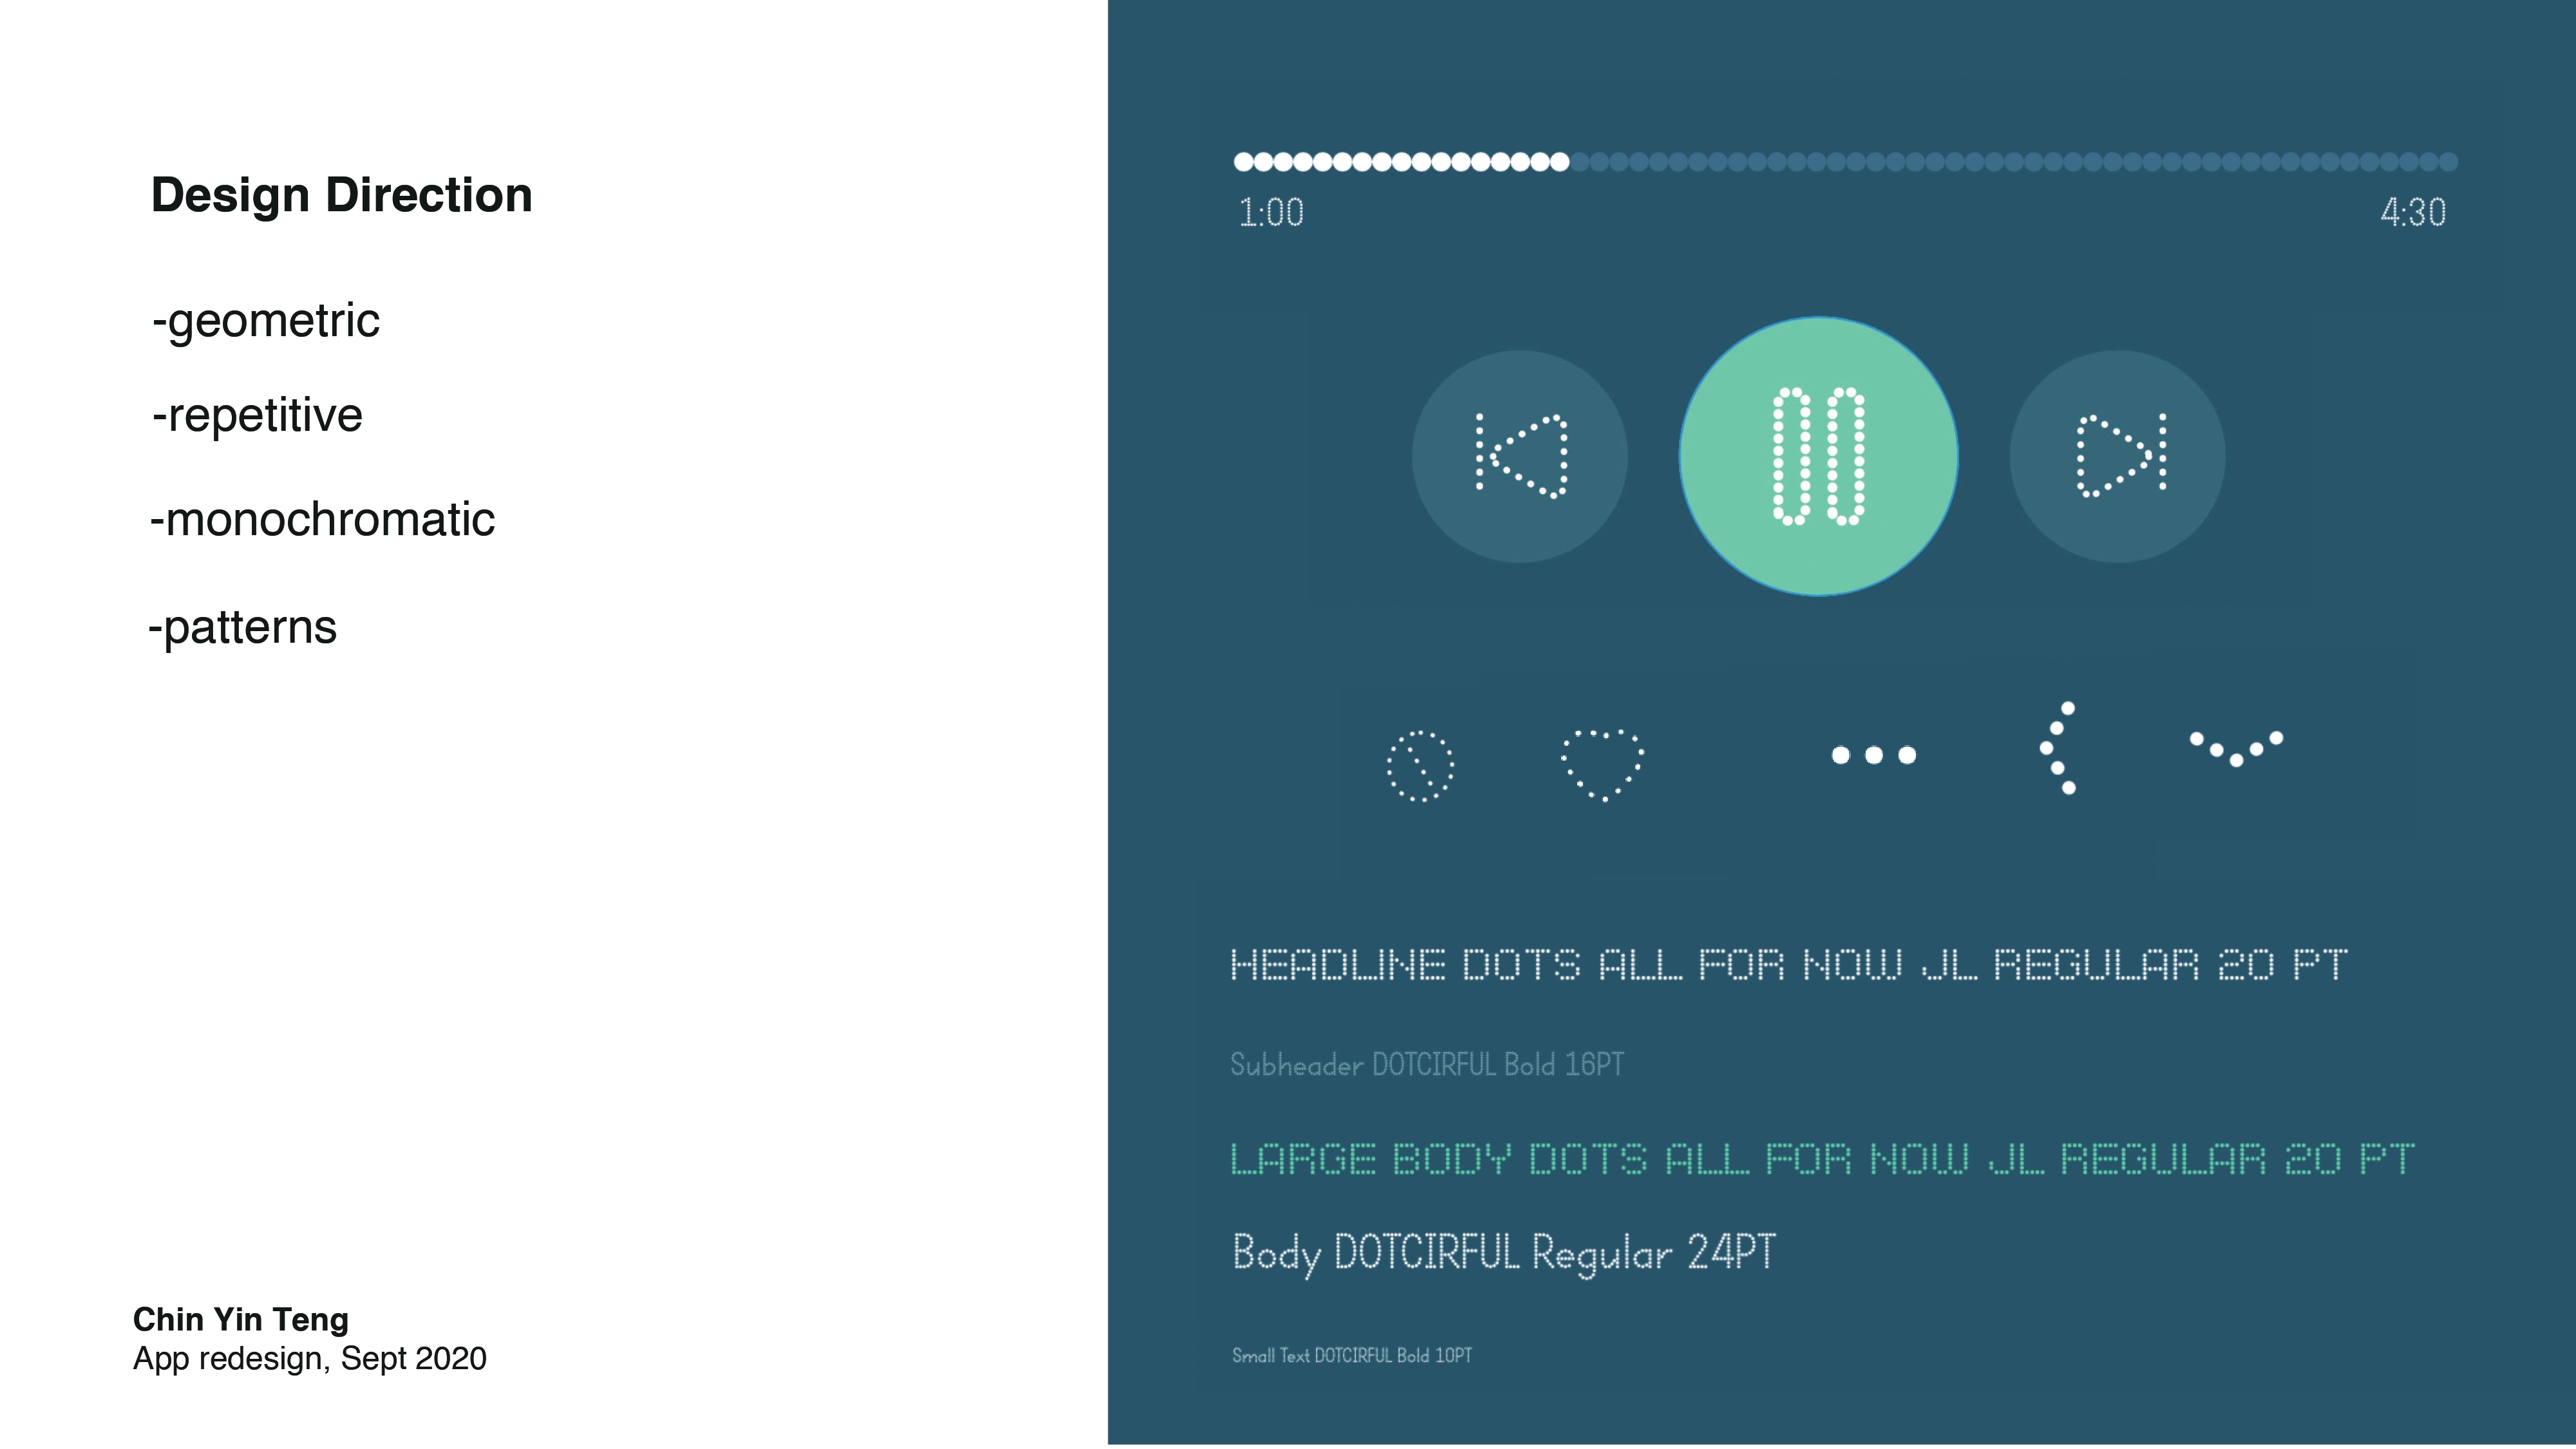 Design Direction
-geometric
-repetitive
-monochromatic
-patterns
Chin Yin Teng
App redesign, Sept 2020
1:00
4:30
HEADLINE DOTS ALL FOR NOW JL REGULAR 20 PT
Subheader DOTCIRFUL Bold 16PT
LARGE BODY DOTS ALL FOR NOW JL REGULAR 20 PT
Body DOTCIRFUL Regular 24PT
Small Text DOTCIRFUL Bold 10PT